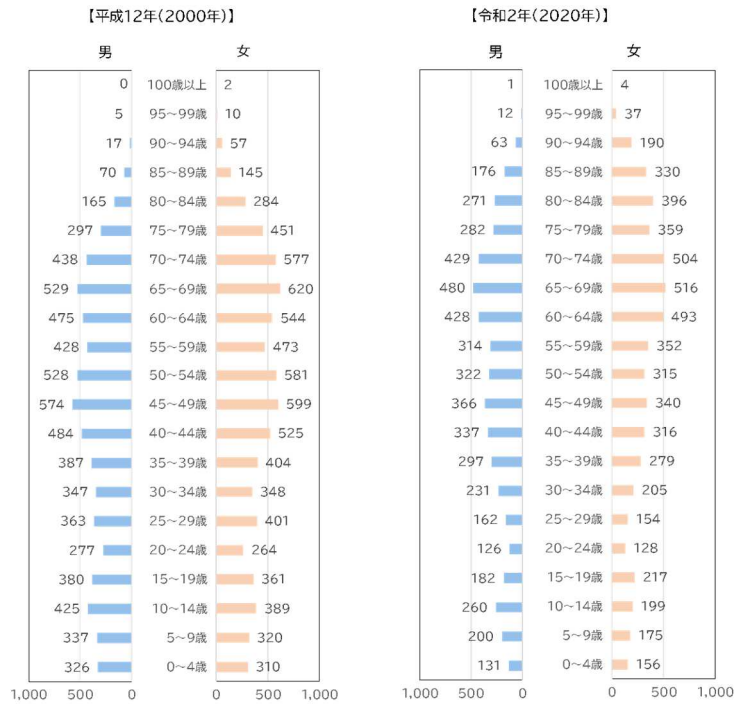 【平成12年(2000年)】 【令和2年(2020年)】
男 女 男 女
0 100歳以上 2 1 100歳以上 4
5 95～99歳 10 12 95～99歳 37
17 90～94歳 57 63 90～94歳 190
70 85～89歳 145 176 85～89歳 330
165 80～84歳 284 271 80～84歳 396
297 75～79歳 451 282 75～79歳 359
438 70～74歳 577 429 70～74歳 504
529 65～69歳 620 480 65～69歳 516
475 60～64歳 544 428 60～64歳 493
428 55～59歳 473 314 55～59歳 352
528 50～54歳 581 322 50～54歳 315
574 45～49歳 599 366 45～49歳 340
484 40～44歳 525 337 40～44歳 316
387 35～39歳 404 297 35～39歳 279
347 30～34歳 348 231 30～34歳 205
363 25～29歳 401 162 25～29歳 154
277 20～24歳 264 126 20～24歳 128
380 15～19歳 361 182 15～19歳 217
425 10～14歳 389 260 10～14歳 199
337 5～9歳 320 200 5～9歳 175
326 0～4歳 310 131 0～4歳 156
1,000 500 0 0 500 1,000 1,000 500 0 0 500 1,000